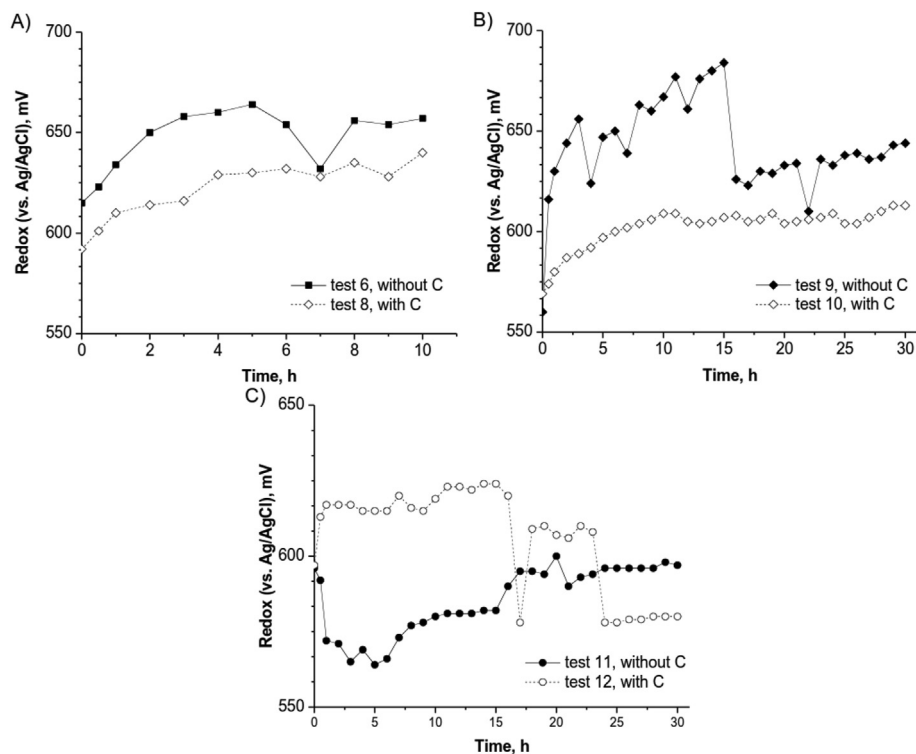 A)
700
650
600
550
Redox (vs. Ag/AgCl), mV
test 6, without C
test 8, with C
0 2 4 6 8 10
Time, h
B)
700
650
600
550
Redox (vs. Ag/AgCl), mV
test 9, without C
test 10, with C
0 5 10 15 20 25 30
Time, h
C)
650
600
550
Redox (vs. Ag/AgCl), mV
test 11, without C
test 12, with C
0 5 10 15 20 25 30
Time, h